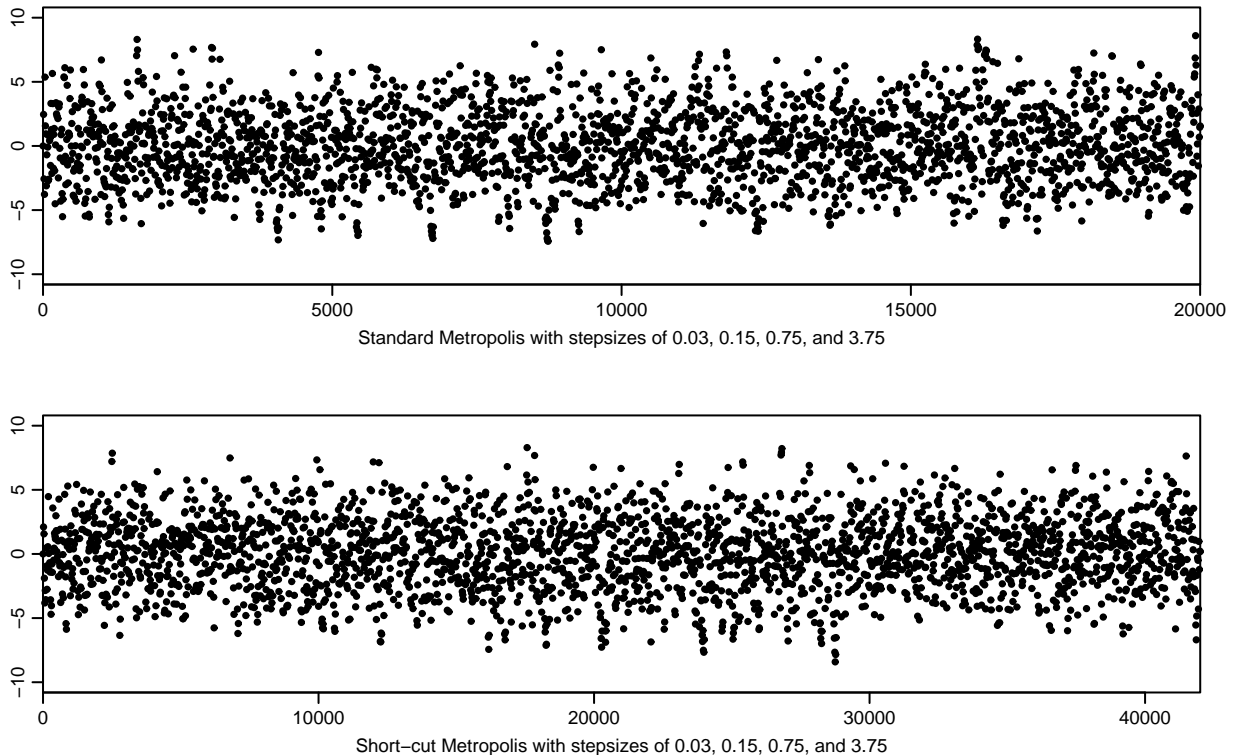 10
5
0
−5
−10
0 5000 10000 15000 20000
Standard Metropolis with stepsizes of 0.03, 0.15, 0.75, and 3.75
10
5
0
−5
−10
0 10000 20000 30000 40000
Short−cut Metropolis with stepsizes of 0.03, 0.15, 0.75, and 3.75